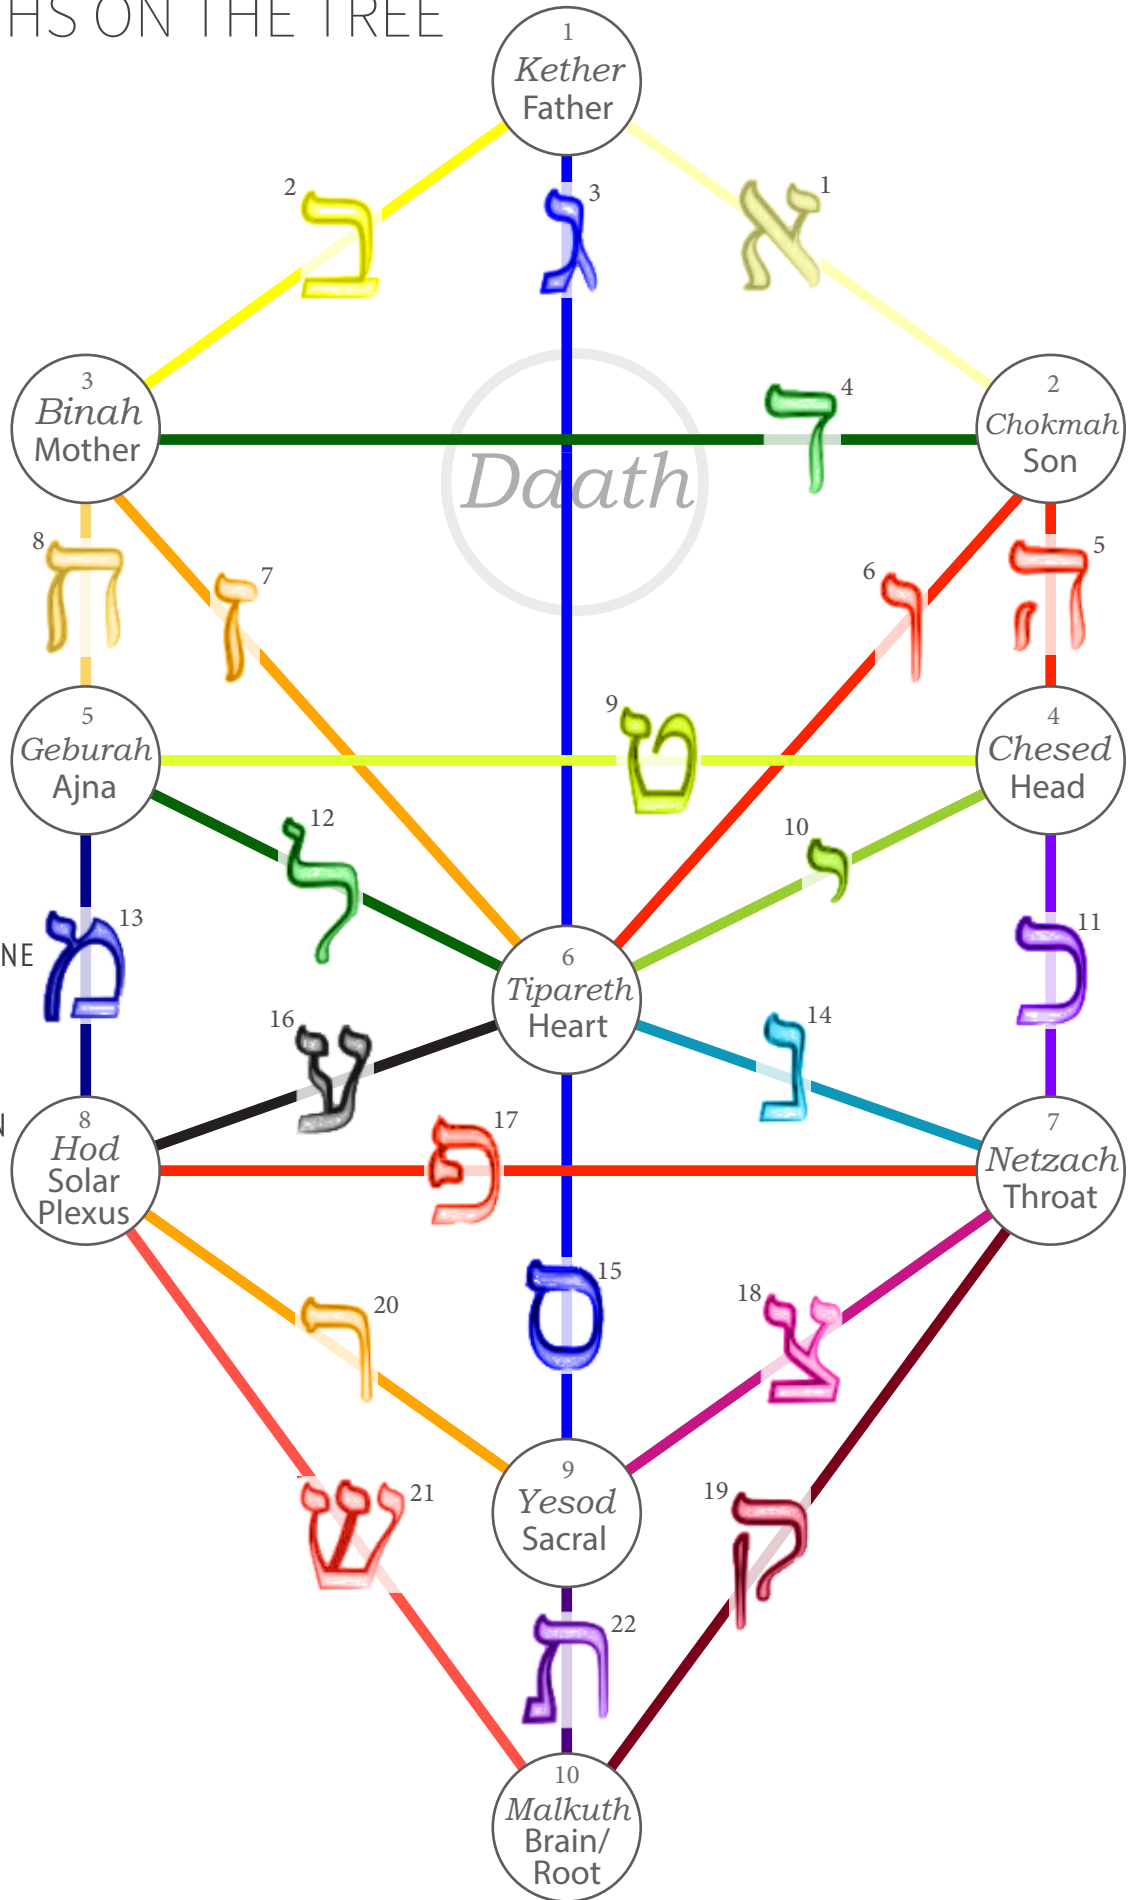 HS ON THE TREE
1
Kether
Father
2
ב
ג
3
א
1
3
Binah
Mother
ד
4
2
Chokmah
Son
Daath
8
ח
ז
7
6
ו
ה
5
5
Geburah
Ajna
9
ט
4
Chesed
Head
12
ל
10
י
NE
מ
13
6
Tipareth
Heart
כ
11
16
ע
נ
14
N
8
Hod
Solar
Plexus
פ
17
7
Netzach
Throat
ס
15
ר
20
18
צ
9
Yesod
Sacral
ש
21
19
ק
ת
22
10
Malkuth
Brain/
Root